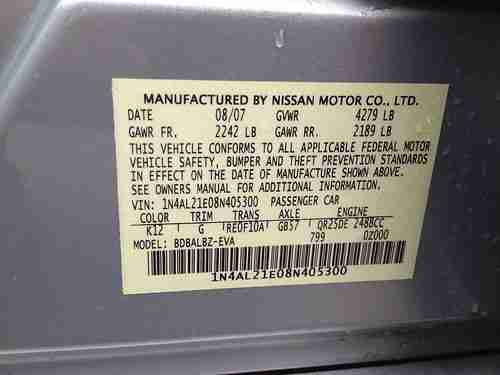 MANUFACTURED BY NISSAN MOTOR CO., LTD.
DATE 08/07 GVWR 4279 LB
GAWR FR. 2242 LB GAWR RR. 2189 LB
THIS VEHICLE CONFORMS TO ALL APPLICABLE FEDERAL MOTOR
VEHICLE SAFETY, BUMPER AND THEFT PREVENTION STANDARDS
IN EFFECT ON THE DATE OF MANUFACTURE SHOWN ABOVE.
SEE OWNERS MANUAL FOR ADDITIONAL INFORMATION.
VIN: 1N4AL21E08N405300 PASSENGER CAR
COLOR TRIM TRANS AXLE ENGINE
K12 G RE0F10A GB57 QR25DE 2488CC
MODEL: BDBALBZ-EVA 799 0Z000
1N4AL21E08N405300